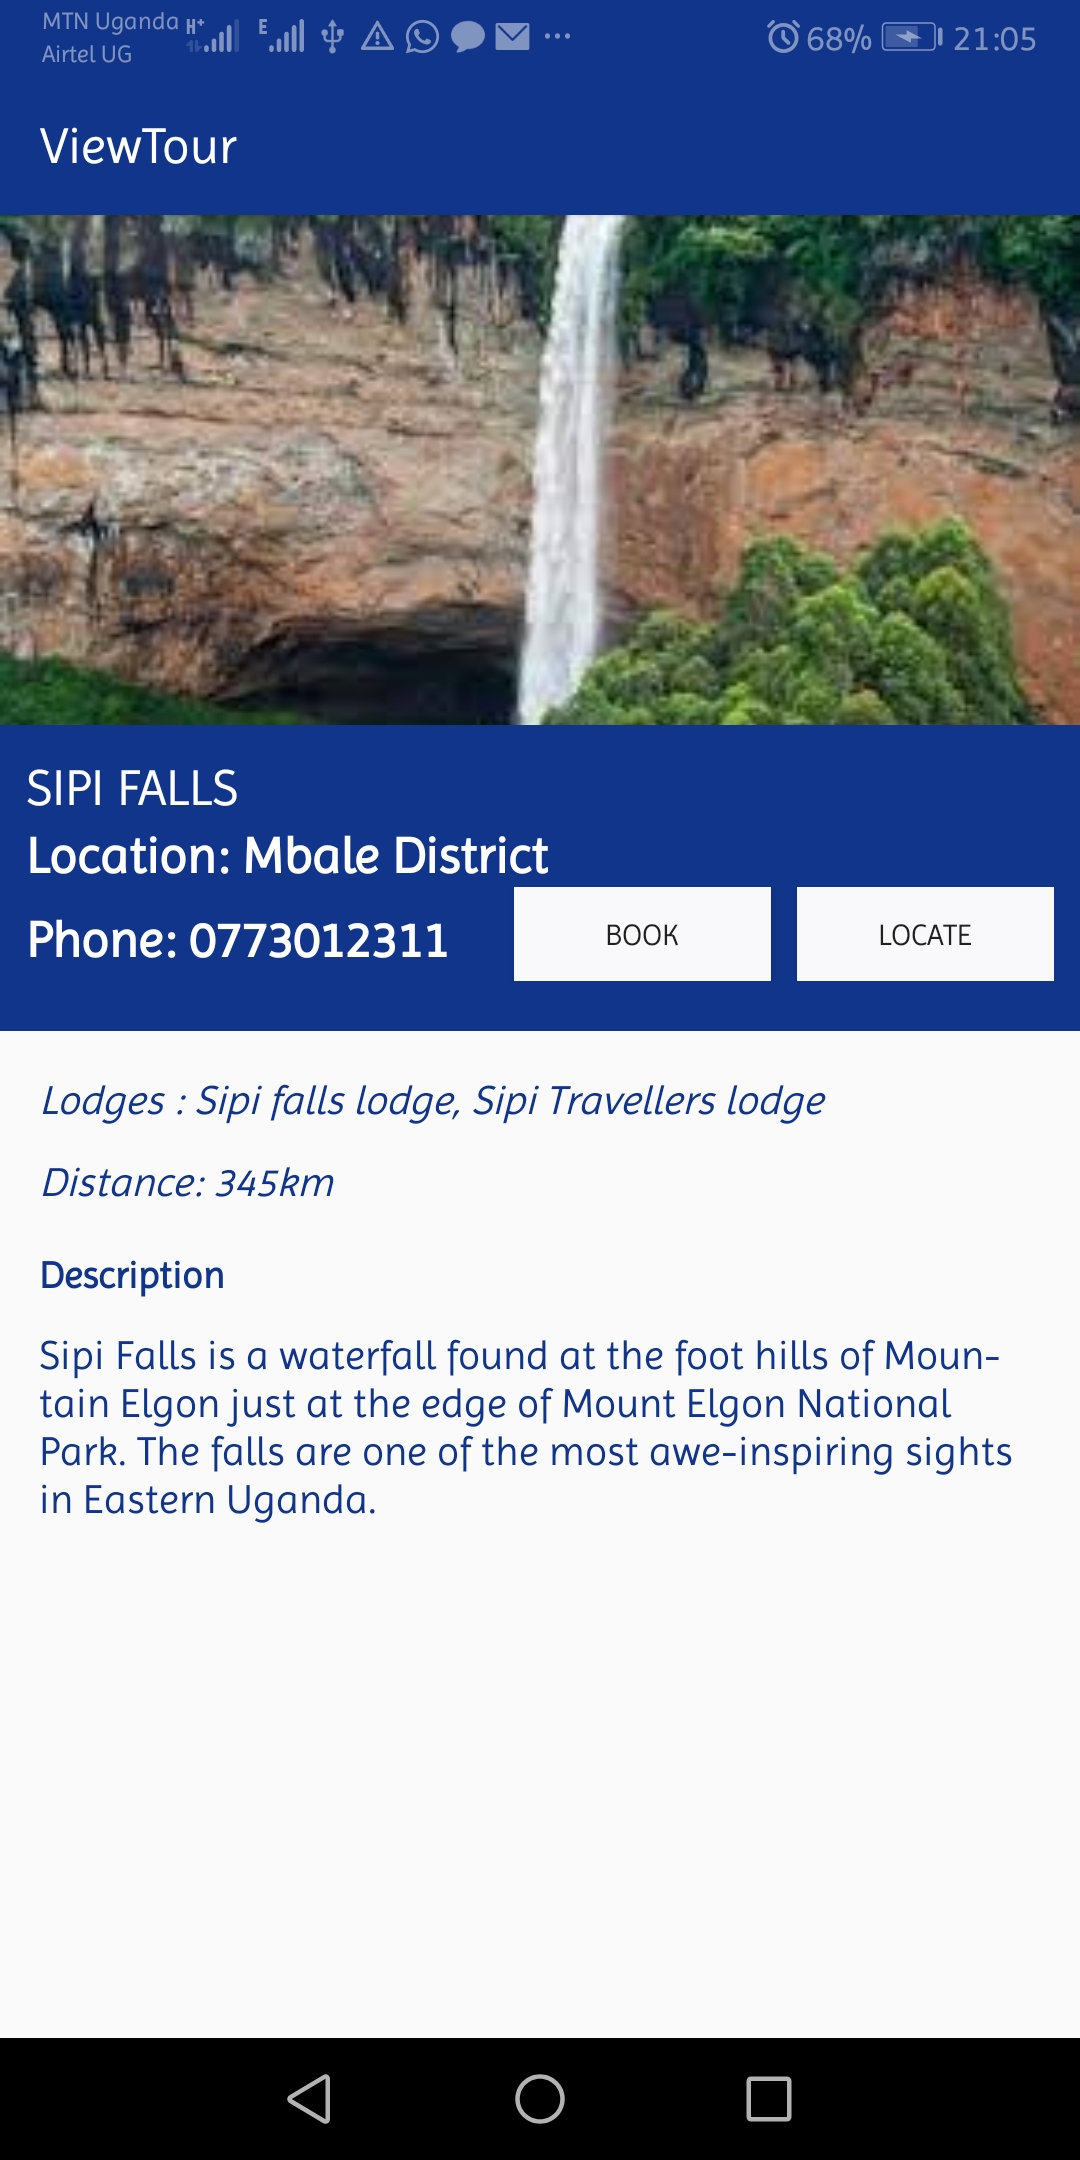 MTN Uganda H+ E
Airtel UG
68% 21:05
ViewTour
SIPI FALLS
Location: Mbale District
Phone: 0773012311
BOOK
LOCATE
Lodges : Sipi falls lodge, Sipi Travellers lodge
Distance: 345km
Description
Sipi Falls is a waterfall found at the foot hills of Moun-
tain Elgon just at the edge of Mount Elgon National
Park. The falls are one of the most awe-inspiring sights
in Eastern Uganda.